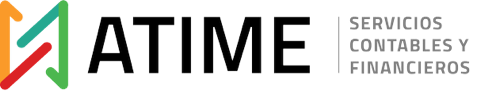 ATIME
SERVICIOS
CONTABLES Y
FINANCIEROS